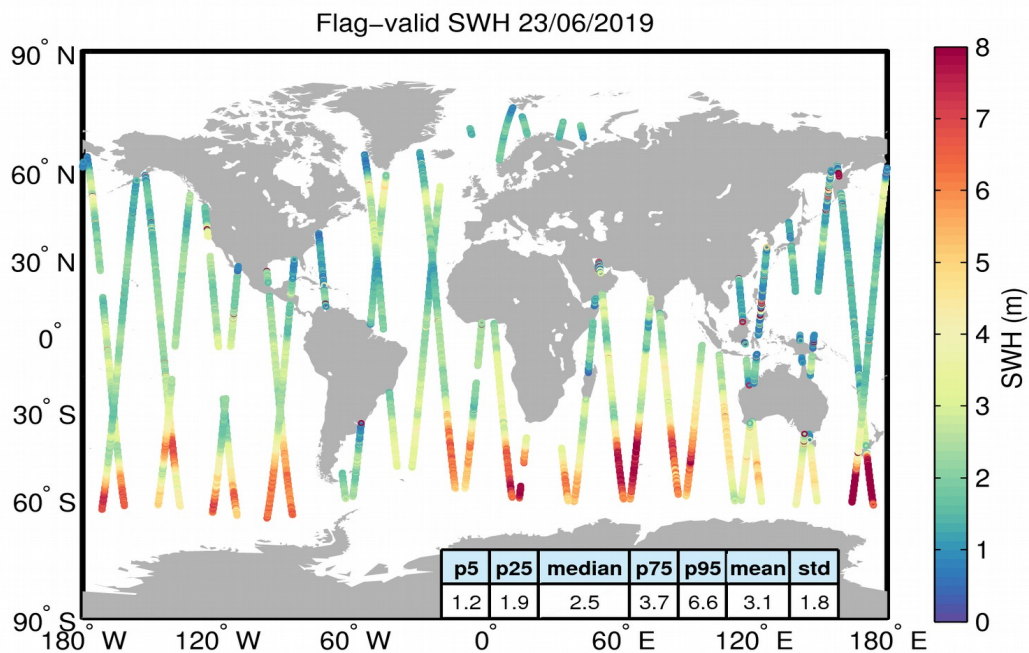 Flag−valid SWH 23/06/2019
90° N
60° N
30° N
0°
30° S
60° S
90° S
180° W
120° W
60° W
0°
60° E
120° E
180° E
p5 p25 median p75 p95 mean std
1.2 1.9 2.5 3.7 6.6 3.1 1.8
8
7
6
5
4
3
2
1
0
SWH (m)